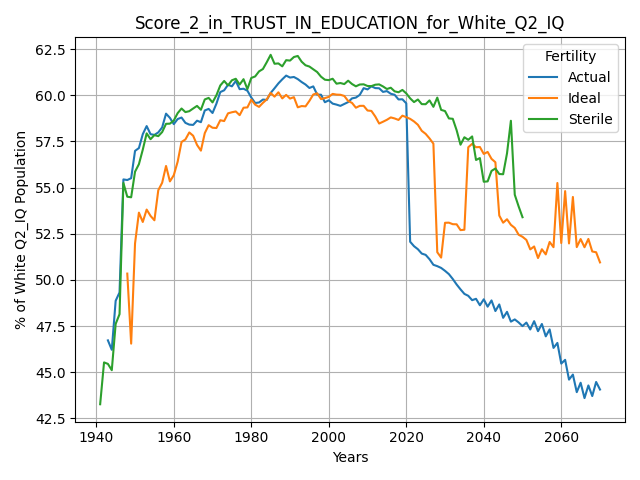 Score_2_in_TRUST_IN_EDUCATION_for_White_Q2_IQ
% of White Q2_IQ Population
62.5
60.0
57.5
55.0
52.5
50.0
47.5
45.0
42.5
Fertility
Actual
Ideal
Sterile
1940 1960 1980 2000 2020 2040 2060
Years